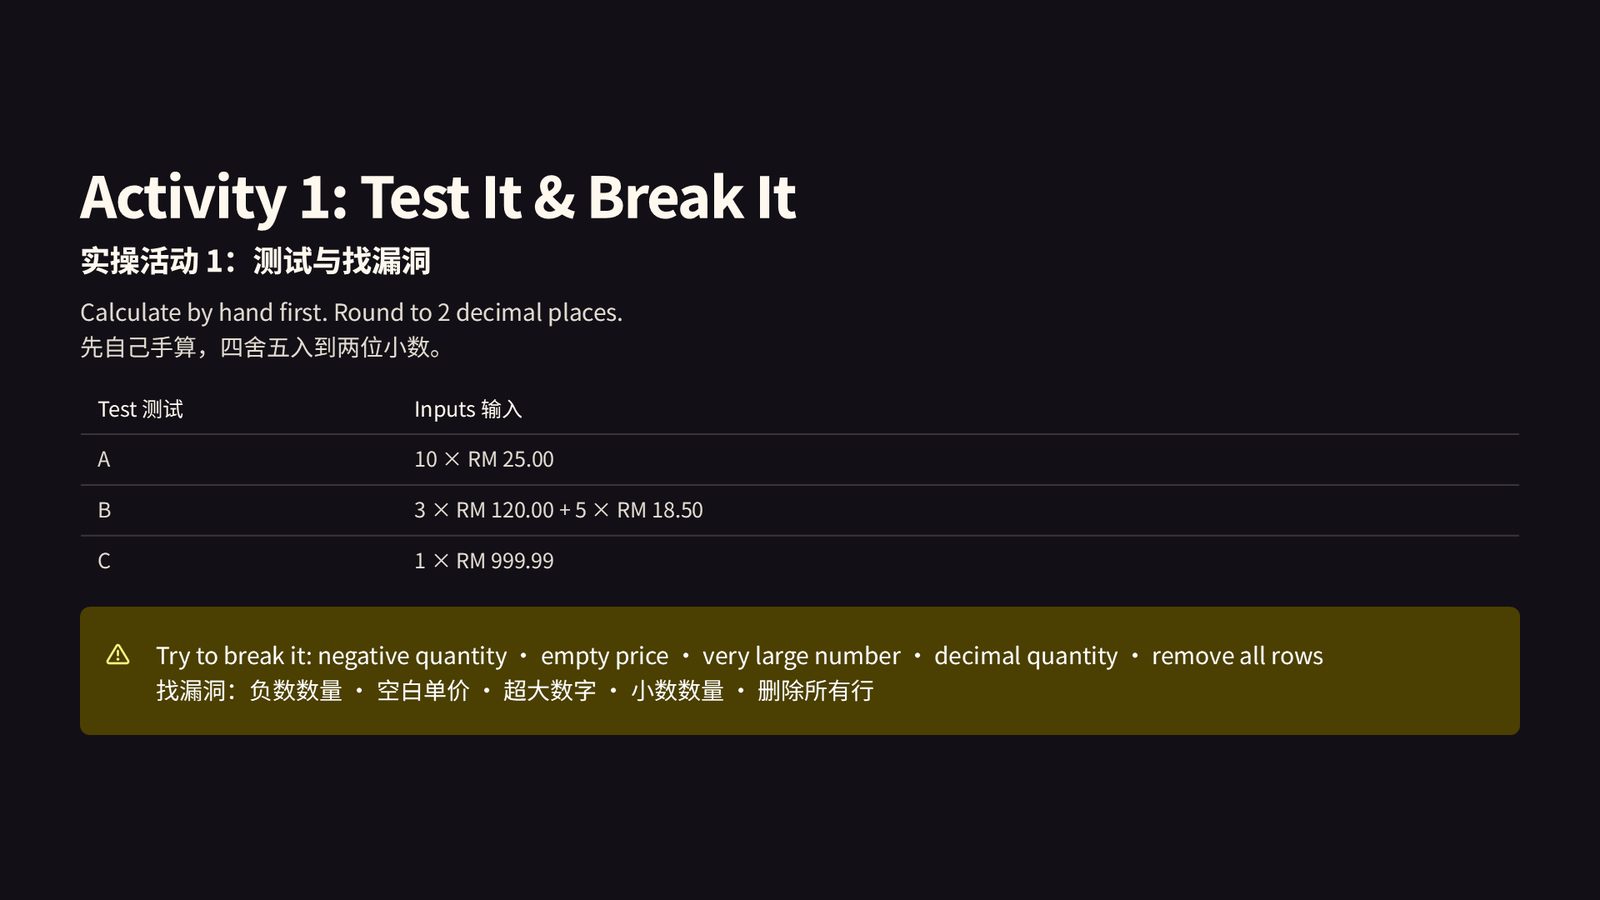 Activity 1: Test It & Break It
实操活动 1：测试与找漏洞
Calculate by hand first. Round to 2 decimal places.
先自己手算，四舍五入到两位小数。
Test 测试 Inputs 输入
A 10 × RM 25.00
B 3 × RM 120.00 + 5 × RM 18.50
C 1 × RM 999.99
Try to break it: negative quantity • empty price • very large number • decimal quantity • remove all rows
找漏洞：负数数量 • 空白单价 • 超大数字 • 小数数量 • 删除所有行